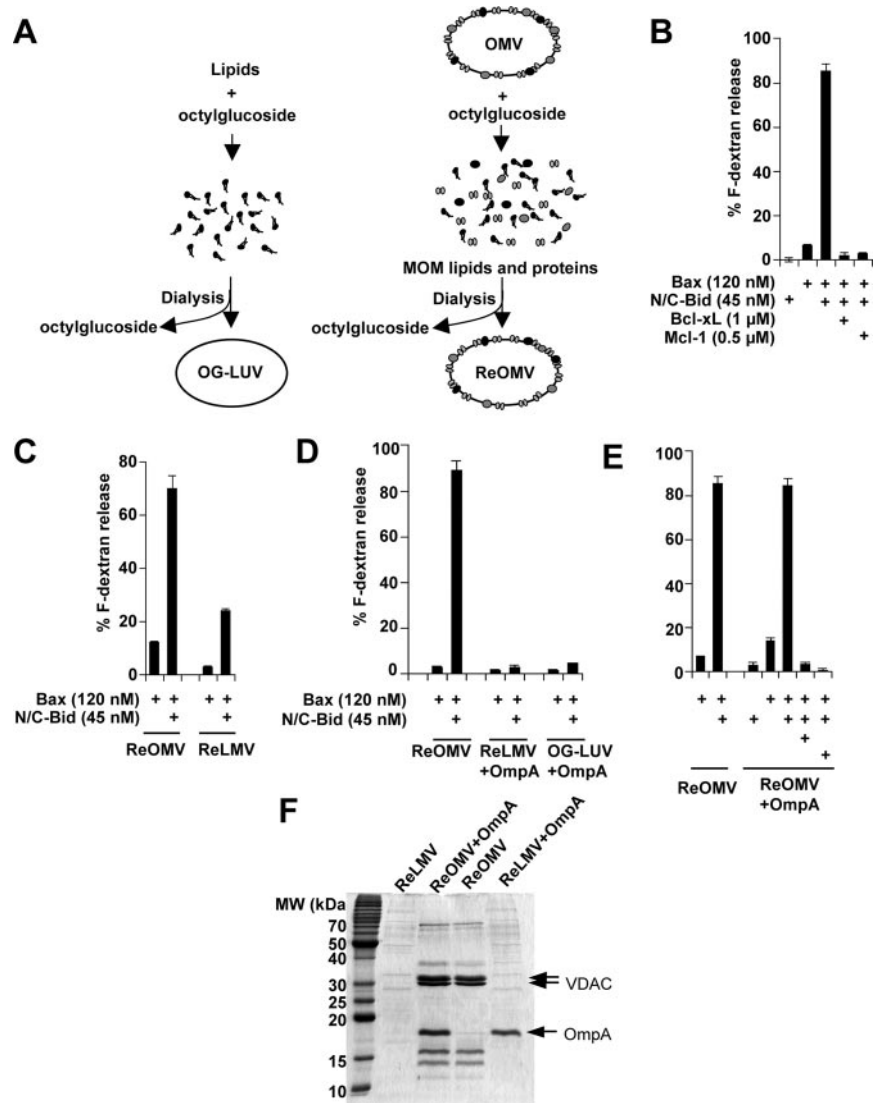 A
Lipids
+
octylglucoside
Dialysis
octylglucoside
OG-LUV
OMV
+
octylglucoside
MOM lipids and proteins
Dialysis
octylglucoside
ReOMV
B
% F-dextran release
100
80
60
40
20
0
Bax (120 nM) + + + +
N/C-Bid (45 nM) + + + +
Bcl-xL (1 µM) +
Mcl-1 (0.5 µM) +
C
% F-dextran release
80
60
40
20
0
Bax (120 nM) + + + +
N/C-Bid (45 nM) + +
ReOMV ReLMV
D
% F-dextran release
100
80
60
40
20
0
Bax (120 nM) + + + + + +
N/C-Bid (45 nM) + + +
ReOMV ReLMV +OmpA OG-LUV +OmpA
E
% F-dextran release
100
80
60
40
20
0
+ + + + + +
+ + + + +
+
+
ReOMV ReOMV +OmpA
F
ReLMV
ReOMV+OmpA
ReOMV
ReLMV+OmpA
MW (kDa
70
50
40
30
25
20
15
10
VDAC
OmpA